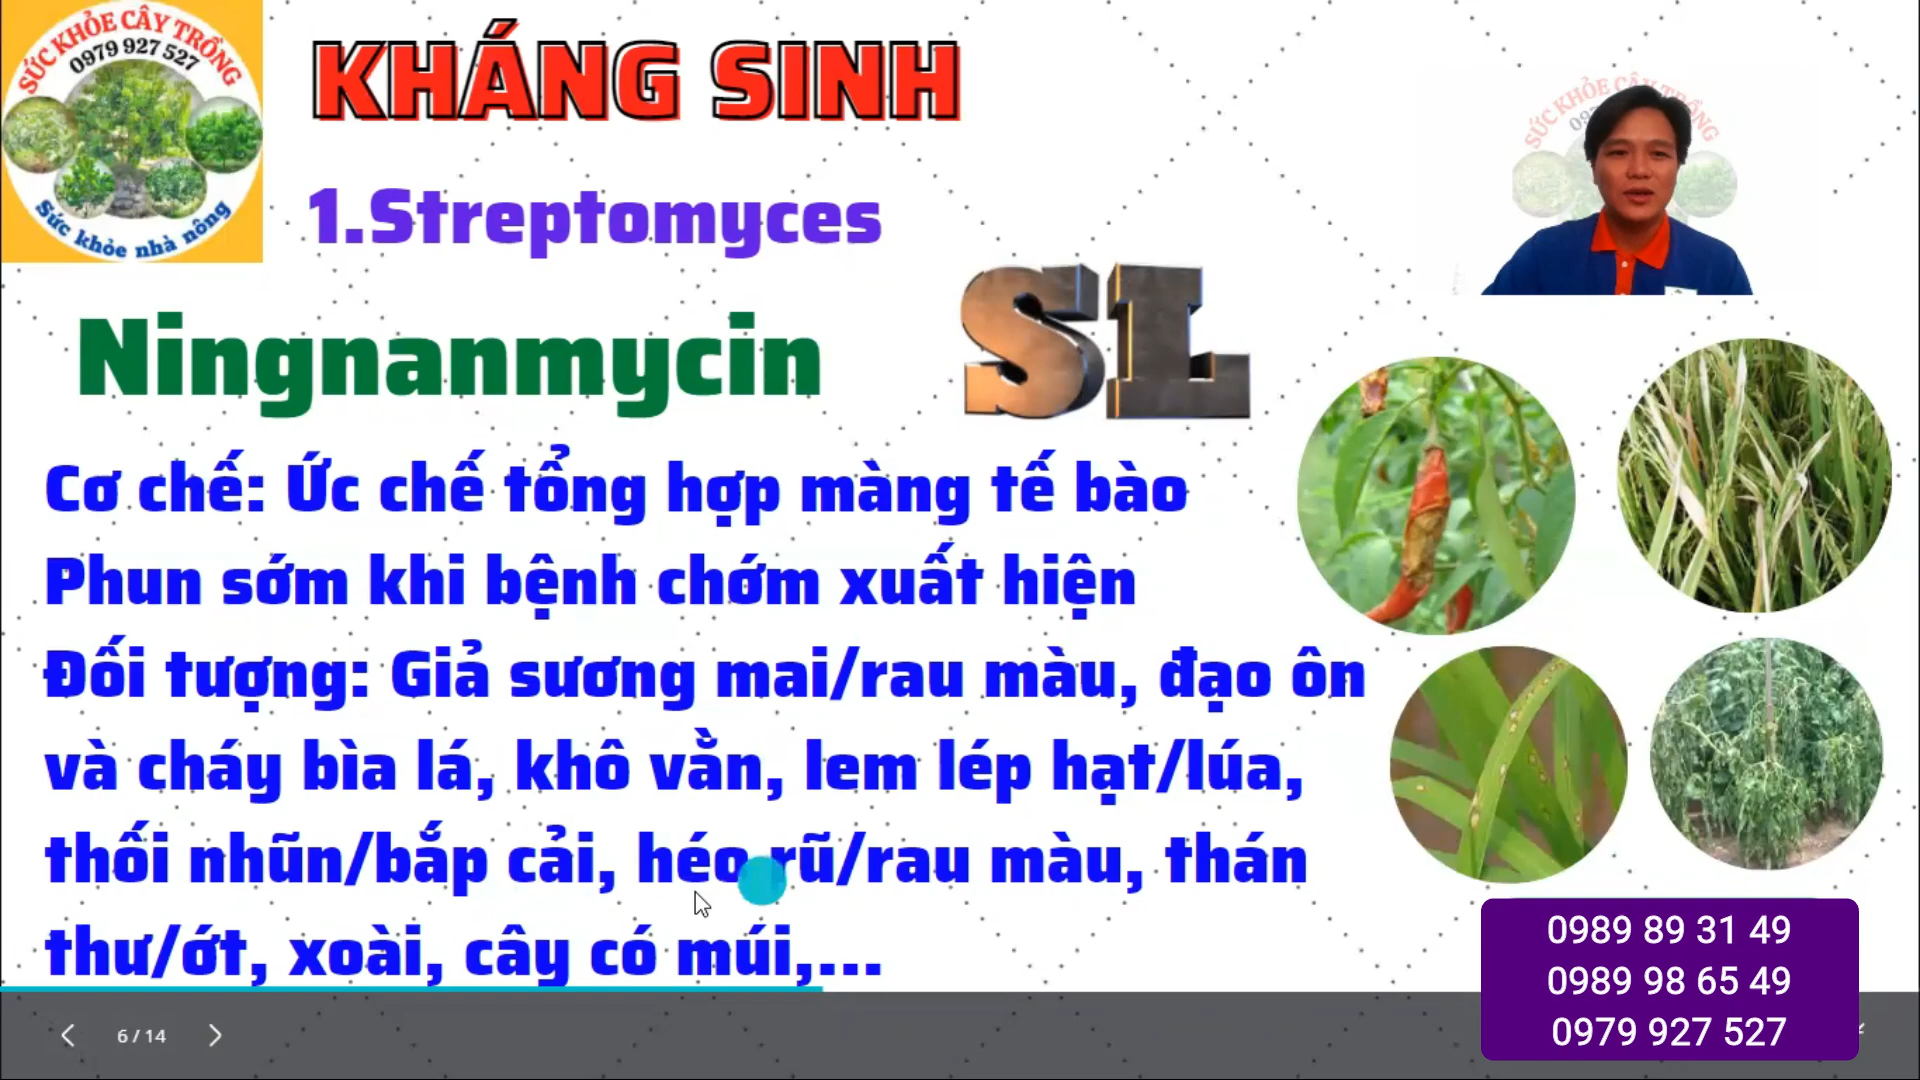 SỨC KHỎE CÂY TRỒNG
0979 927 527
Sức khỏe nhà nông
KHÁNG SINH
1.Streptomyces
SỨC KHỎE CÂY TRỒNG
Ningnanmycin
SL
Cơ chế: Ức chế tổng hợp màng tế bào
Phun sớm khi bệnh chớm xuất hiện
Đối tượng: Giả sương mai/rau màu, đạo ôn
và cháy bìa lá, khô vằn, lem lép hạt/lúa,
thối nhũn/bắp cải, héo rũ/rau màu, thán
thư/ớt, xoài, cây có múi,...
0989 89 31 49
0989 98 65 49
0979 927 527
6 / 14